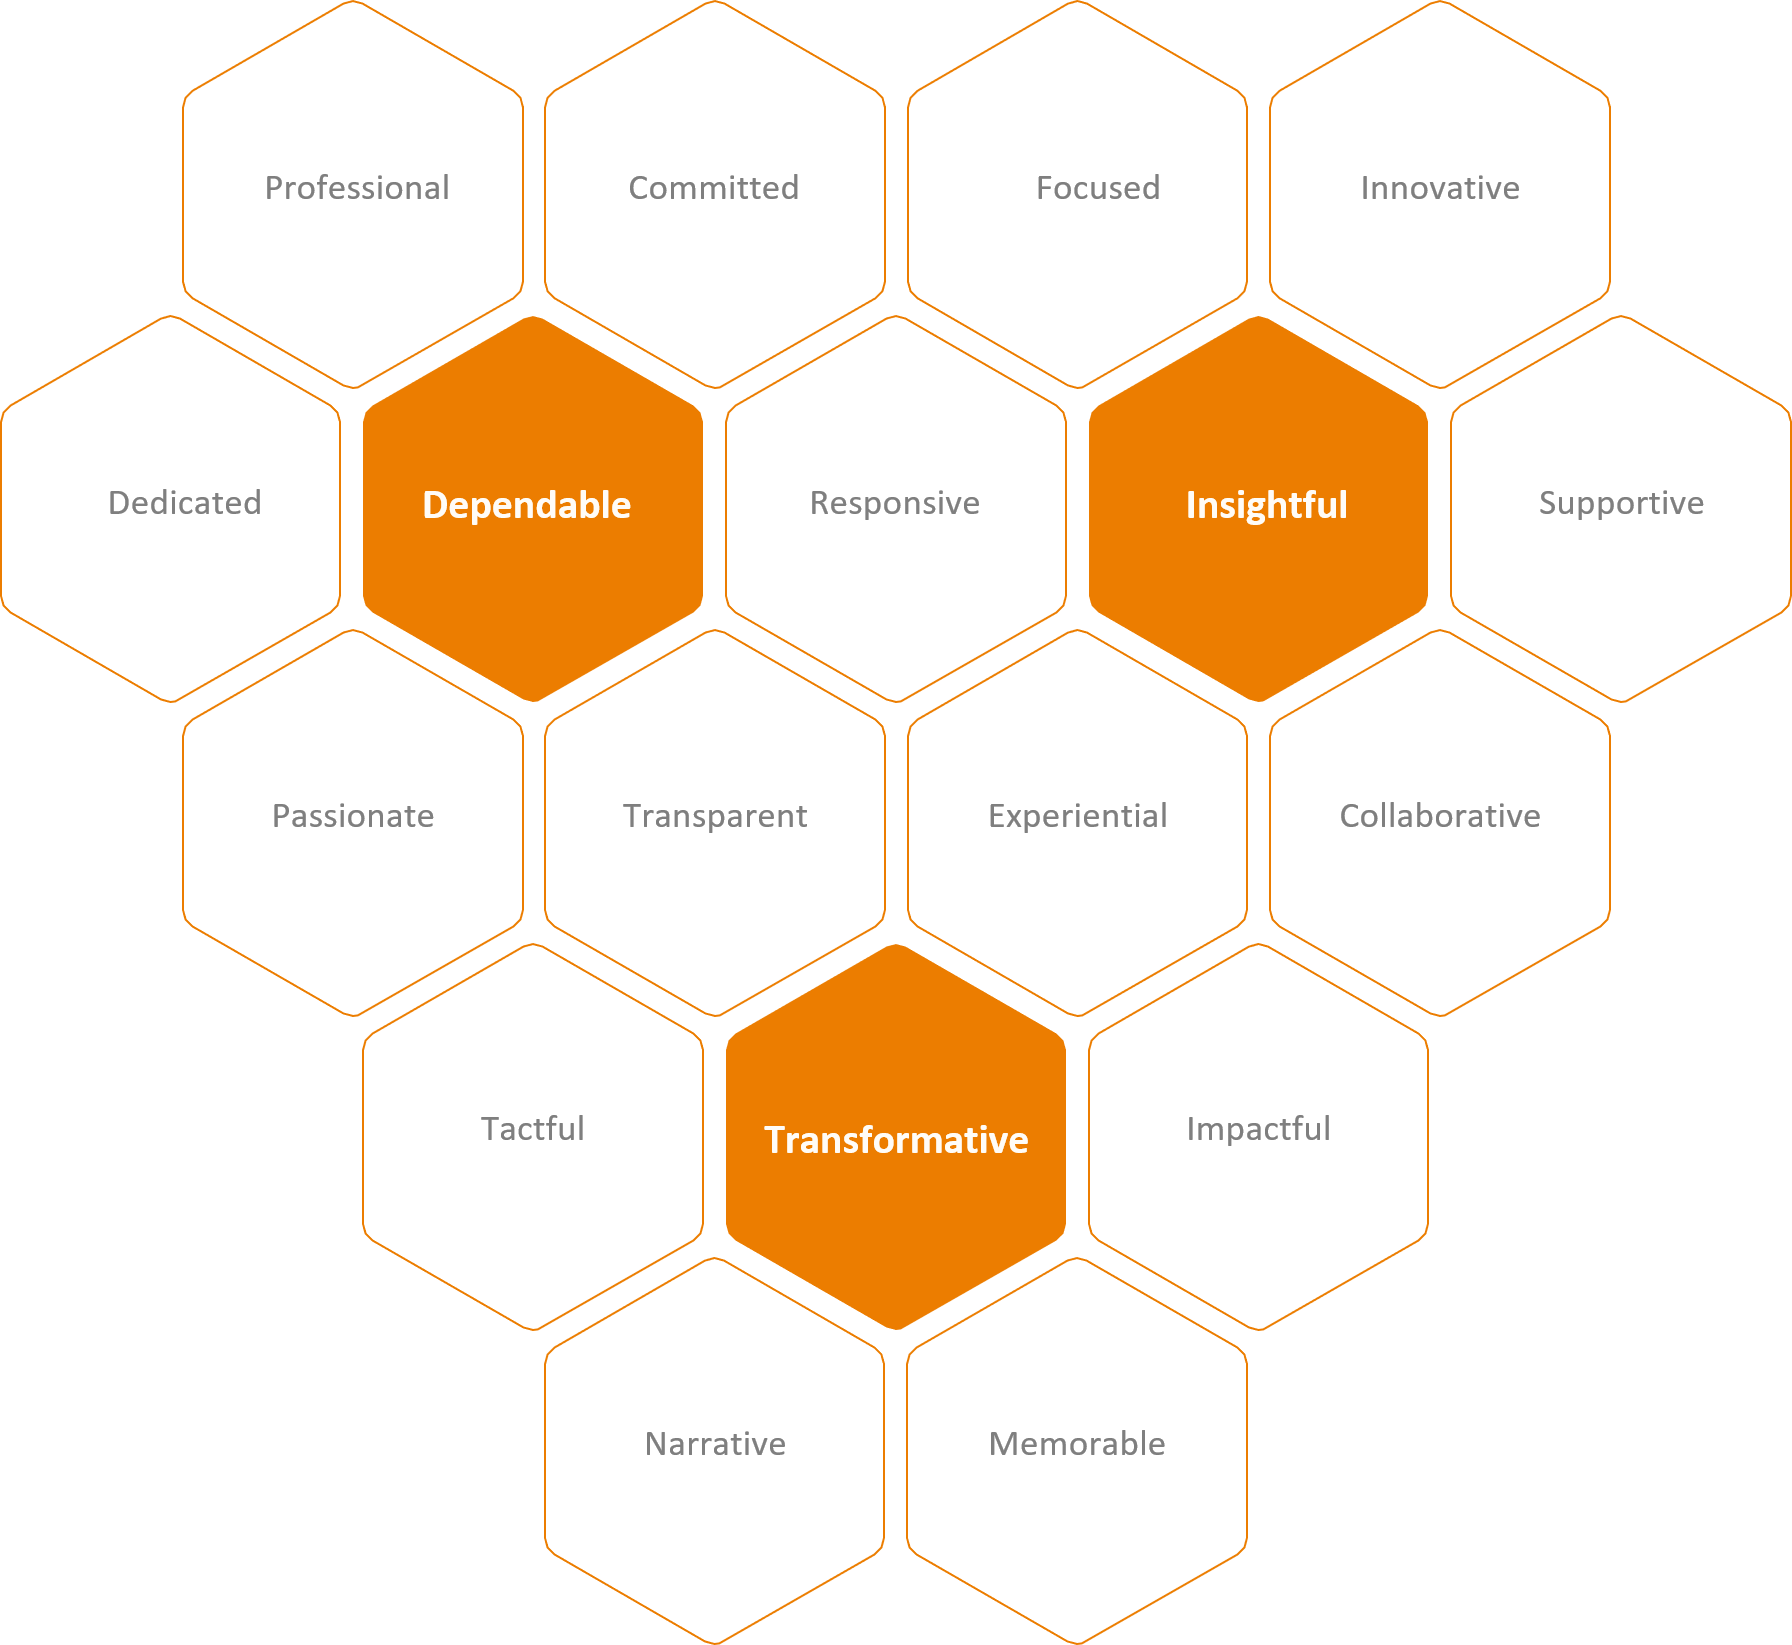 Professional
Committed
Focused
Innovative
Dedicated
Dependable
Responsive
Insightful
Supportive
Passionate
Transparent
Experiential
Collaborative
Tactful
Transformative
Impactful
Narrative
Memorable